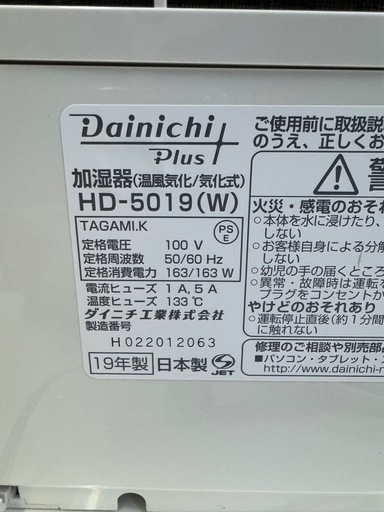 Dainichi
Plus
加湿器(温風気化/気化式)
HD-5019(W)
TAGAMI.K
PS
E
定格電圧 100 V
定格周波数 50/60 Hz
定格消費電力 163/163 W
電流ヒューズ 1 A, 5 A
温度ヒューズ 133℃
ダイニチ工業株式会社
製造番号
H022012063
19年製 日本製 JET
ご使用前に取扱説
のうえ、正しくお
警
火災・感電のおそれ
○本体を水に浸けたり、
しない
○お客様自身による分解
しない
○幼児の手の届くところ
○異常・故障時は運転を
プラグをコンセントか
やけどのおそれあり
○運転停止直後(約1分間
に触れない
修理のご相談や別売部品
■パソコン・タブレット・ス
http://www.dainichi-n